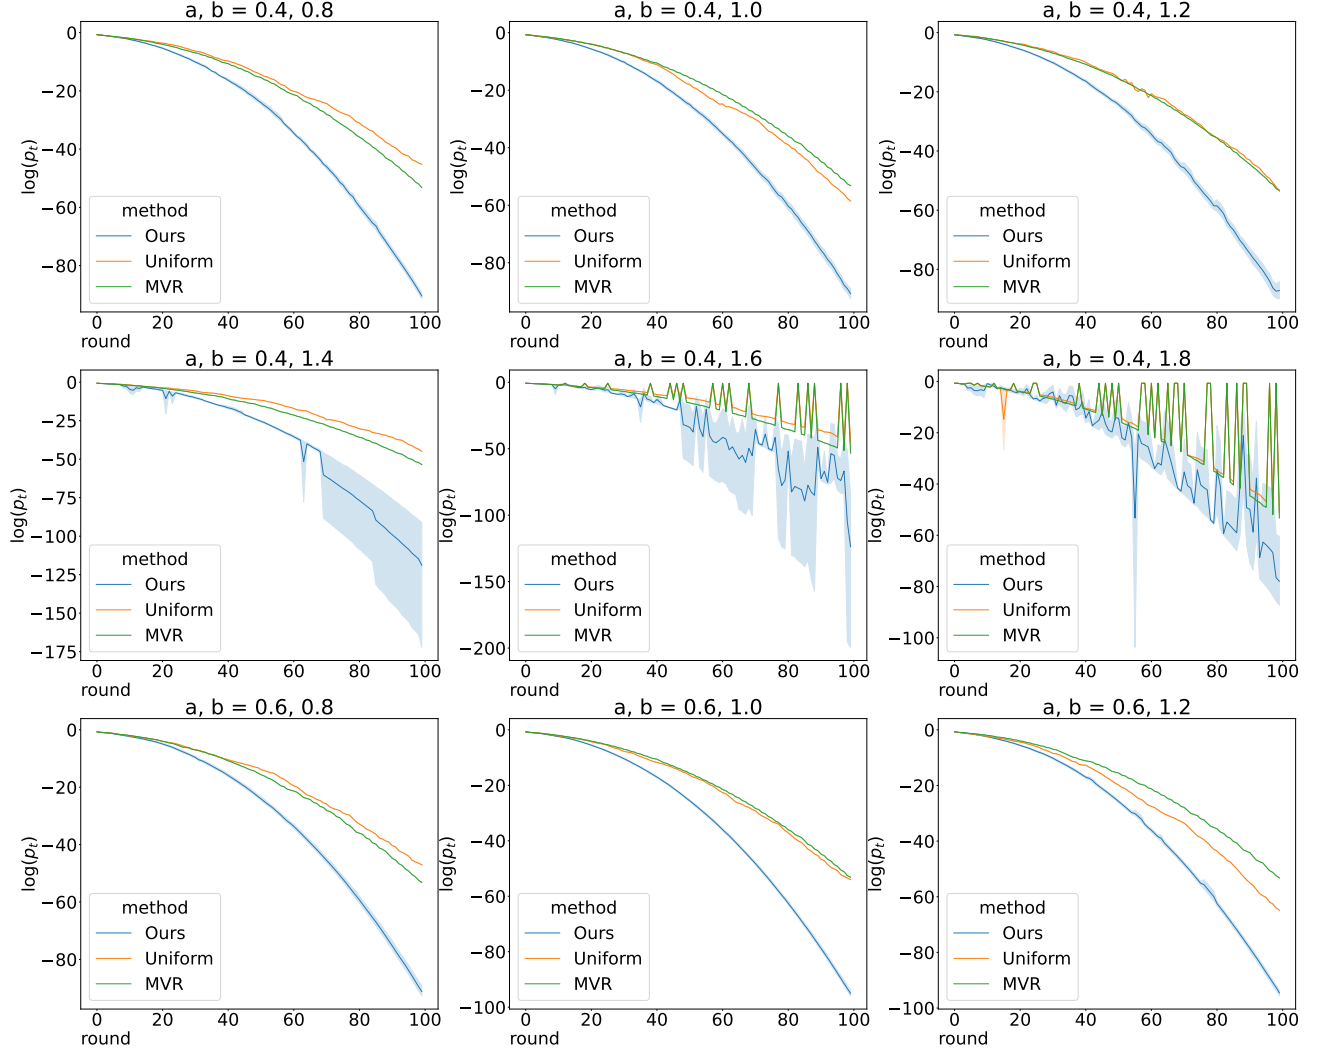 a, b = 0.4, 0.8
0
−20
−40
−60
−80
log(p_t)
method
Ours
Uniform
MVR
0 20 40 60 80 100
round
a, b = 0.4, 1.0
0
−20
−40
−60
−80
log(p_t)
method
Ours
Uniform
MVR
0 20 40 60 80 100
round
a, b = 0.4, 1.2
0
−20
−40
−60
−80
log(p_t)
method
Ours
Uniform
MVR
0 20 40 60 80 100
round
a, b = 0.4, 1.4
0
−25
−50
−75
−100
−125
−150
−175
log(p_t)
method
Ours
Uniform
MVR
0 20 40 60 80 100
round
a, b = 0.4, 1.6
0
−50
−100
−150
−200
log(p_t)
method
Ours
Uniform
MVR
0 20 40 60 80 100
round
a, b = 0.4, 1.8
0
−20
−40
−60
−80
−100
log(p_t)
method
Ours
Uniform
MVR
0 20 40 60 80 100
round
a, b = 0.6, 0.8
0
−20
−40
−60
−80
log(p_t)
method
Ours
Uniform
MVR
0 20 40 60 80 100
round
a, b = 0.6, 1.0
0
−20
−40
−60
−80
−100
log(p_t)
method
Ours
Uniform
MVR
0 20 40 60 80 100
round
a, b = 0.6, 1.2
0
−20
−40
−60
−80
−100
log(p_t)
method
Ours
Uniform
MVR
0 20 40 60 80 100
round